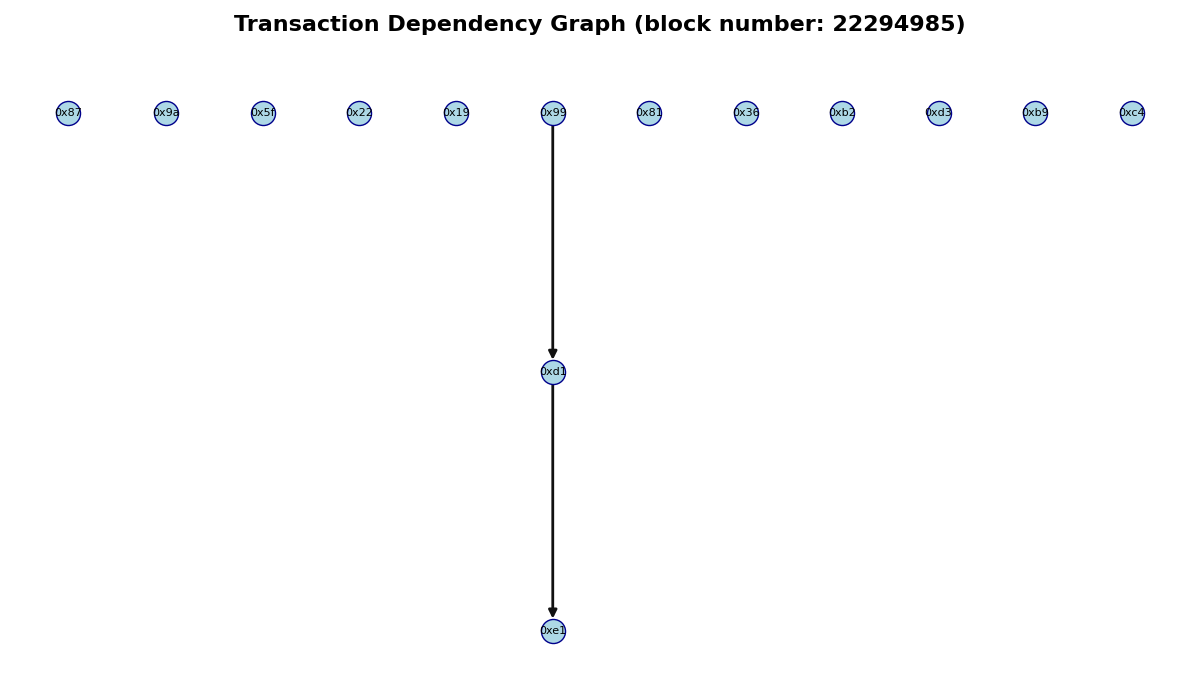 Transaction Dependency Graph (block number: 22294985)
0x87 0x9a 0x5f 0x22 0x19 0x99 0x81 0x36 0xb2 0xd3 0xb9 0xc4
0xd1
0xe1